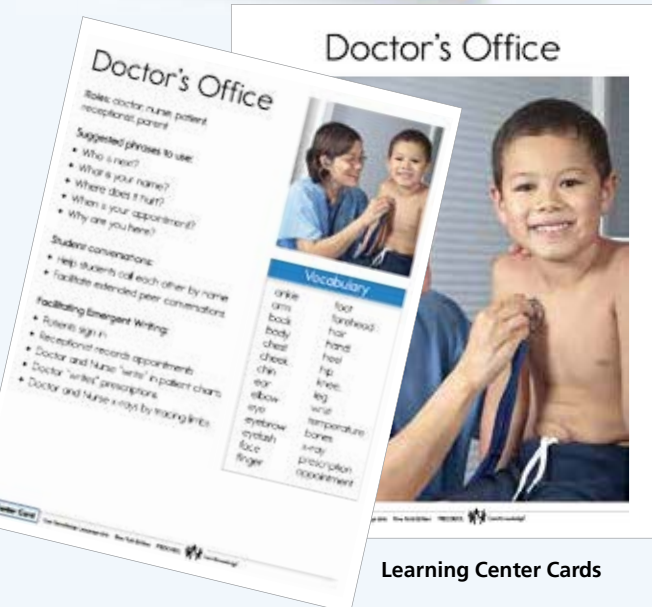 Doctor's Office
Roles: doctor, nurse, patient,
receptionist, parent
Suggested phrases to use:
• Who is next?
• What is your name?
• Where does it hurt?
• When is your appointment?
• Why are you here?
Student conversations:
• Help students call each other by name
• Facilitate extended peer conversations
Facilitating Emergent Writing:
• Patients sign in
• Receptionist records appointments
• Doctor and Nurse "write" in patient charts
• Doctor "writes" prescriptions
• Doctor and Nurse x-rays by tracing limbs
Vocabulary
ankle
arm
back
body
chest
cheek
chin
ear
elbow
eye
eyebrow
eyelash
face
finger
foot
forehead
hair
hand
heel
hip
knee
leg
wrist
temperature
bones
x-ray
prescription
appointment
Center Card
Doctor's Office
Learning Center Cards